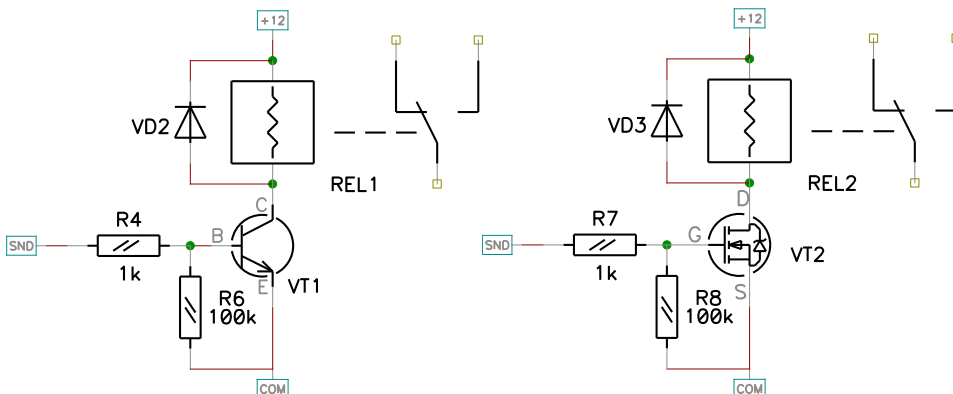 +12
+12
VD2
REL1
VD3
REL2
C
D
R4
SND
B
1k
E
VT1
R6
100k
COM
R7
SND
G
1k
VT2
S
R8
100k
COM